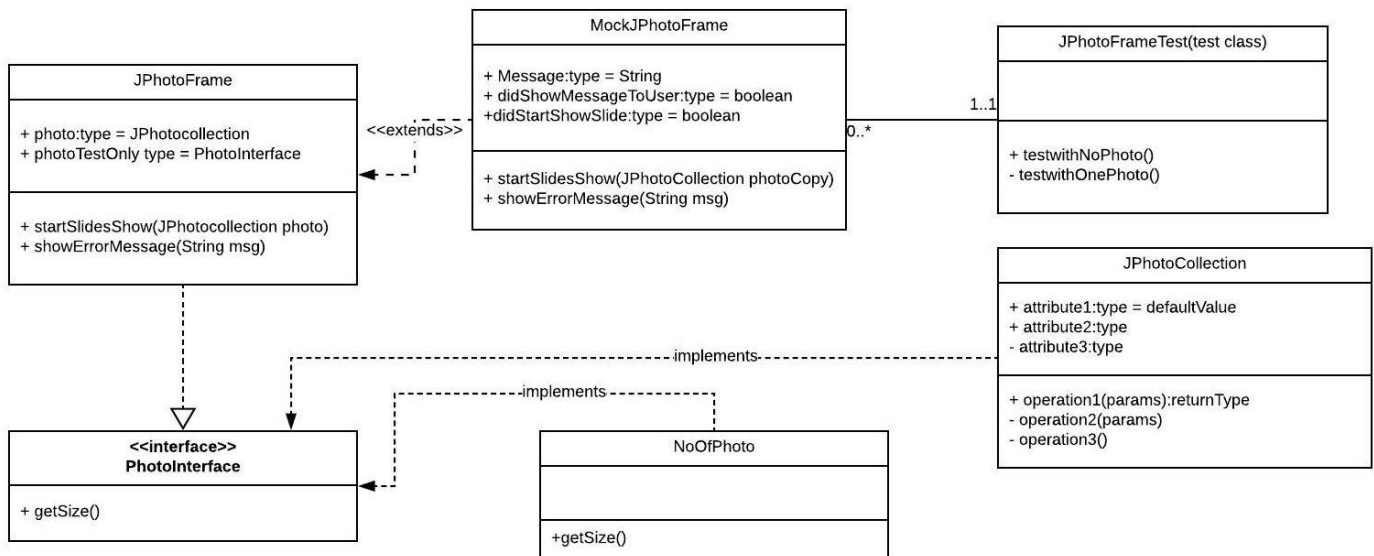 JPhotoFrame
+ photo:type = JPhotocollection
+ photoTestOnly type = PhotoInterface
+ startSlidesShow(JPhotocollection photo)
+ showErrorMessage(String msg)
<<extends>>
MockJPhotoFrame
+ Message:type = String
+ didShowMessageToUser:type = boolean
+didStartShowSlide:type = boolean
+ startSlidesShow(JPhotoCollection photoCopy)
+ showErrorMessage(String msg)
0..*
1..1
JPhotoFrameTest(test class)
+ testwithNoPhoto()
- testwithOnePhoto()
JPhotoCollection
+ attribute1:type = defaultValue
+ attribute2:type
- attribute3:type
+ operation1(params):returnType
- operation2(params)
- operation3()
implements
implements
<<interface>>
PhotoInterface
+ getSize()
NoOfPhoto
+getSize()